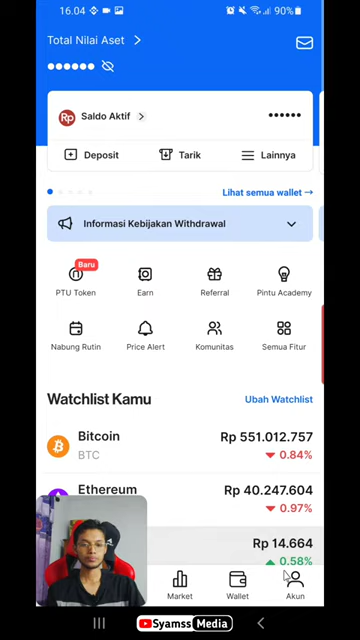 16.04
90%
Total Nilai Aset
Rp Saldo Aktif
Deposit
Tarik
Lainnya
Lihat semua wallet →
Informasi Kebijakan Withdrawal
Baru
PTU Token
Earn
Referral
Pintu Academy
Nabung Rutin
Price Alert
Komunitas
Semua Fitur
Watchlist Kamu
Ubah Watchlist
Bitcoin
Rp 551.012.757
BTC
0.84%
Ethereum
Rp 40.247.604
0.97%
Rp 14.664
0.58%
Market
Wallet
Akun
Syamss Media